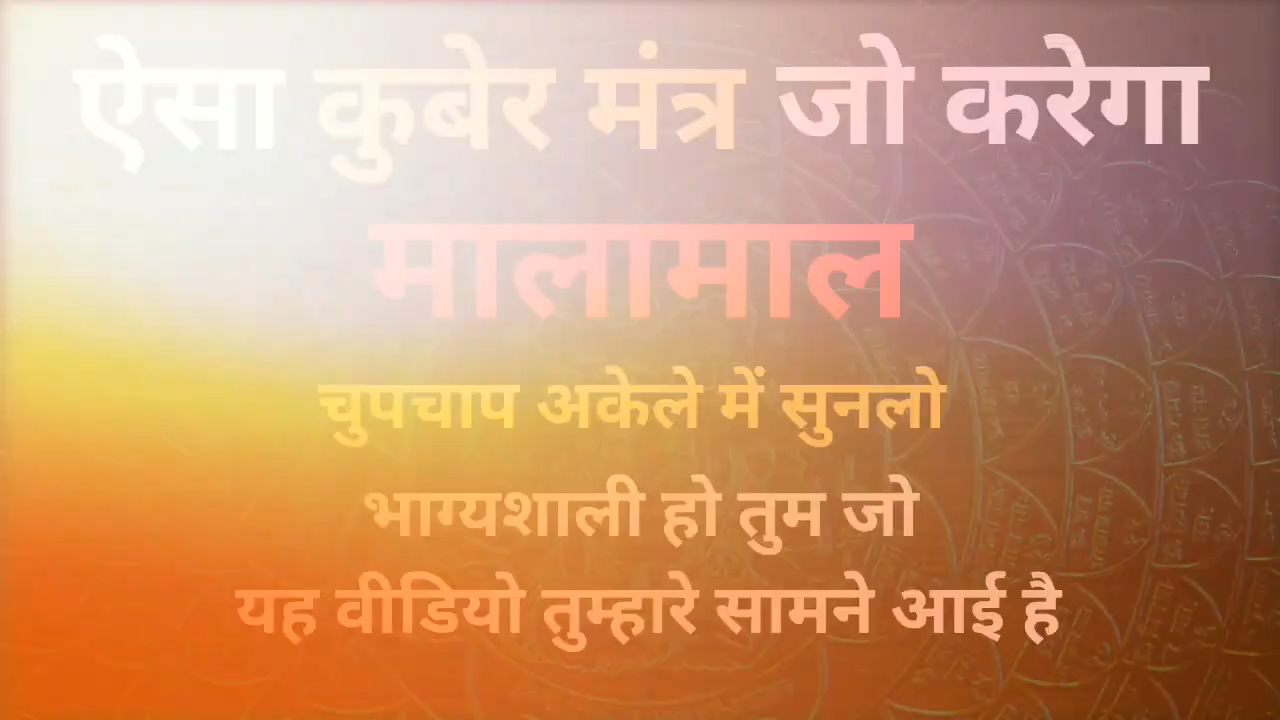 ऐसा कुबेर मंत्र जो करेगा
मालामाल
चुपचाप अकेले में सुनलो
भाग्यशाली हो तुम जो
यह वीडियो तुम्हारे सामने आई है